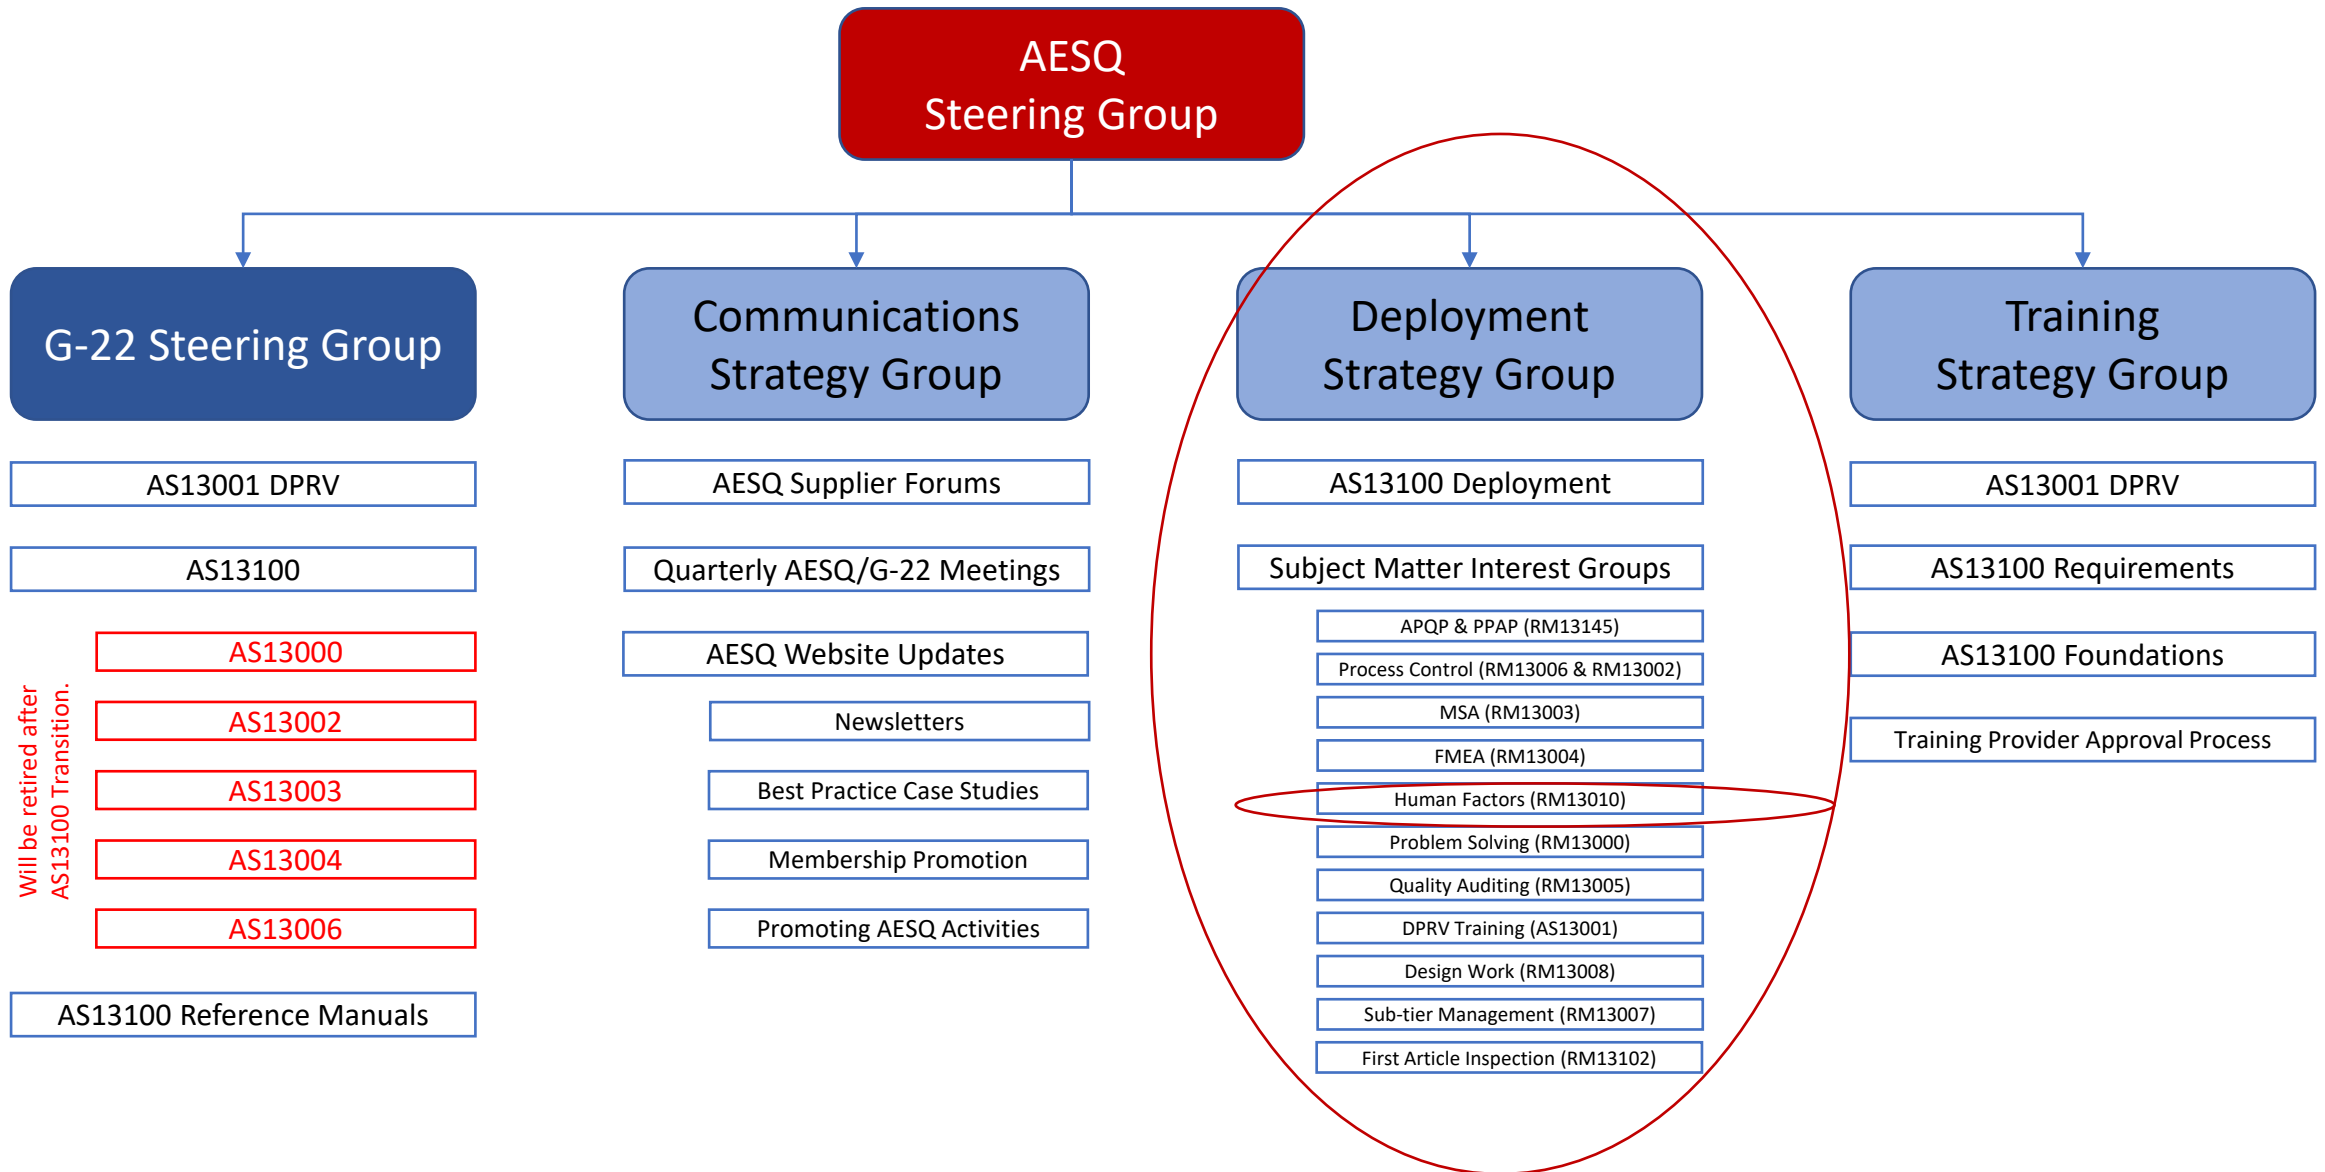 AESQ
Steering Group
G-22 Steering Group
AS13001 DPRV
AS13100
Will be retired after
AS13100 Transition.
AS13000
AS13002
AS13003
AS13004
AS13006
AS13100 Reference Manuals
Communications
Strategy Group
AESQ Supplier Forums
Quarterly AESQ/G-22 Meetings
AESQ Website Updates
Newsletters
Best Practice Case Studies
Membership Promotion
Promoting AESQ Activities
Deployment
Strategy Group
AS13100 Deployment
Subject Matter Interest Groups
APQP & PPAP (RM13145)
Process Control (RM13006 & RM13002)
MSA (RM13003)
FMEA (RM13004)
Human Factors (RM13010)
Problem Solving (RM13000)
Quality Auditing (RM13005)
DPRV Training (AS13001)
Design Work (RM13008)
Sub-tier Management (RM13007)
First Article Inspection (RM13102)
Training
Strategy Group
AS13001 DPRV
AS13100 Requirements
AS13100 Foundations
Training Provider Approval Process